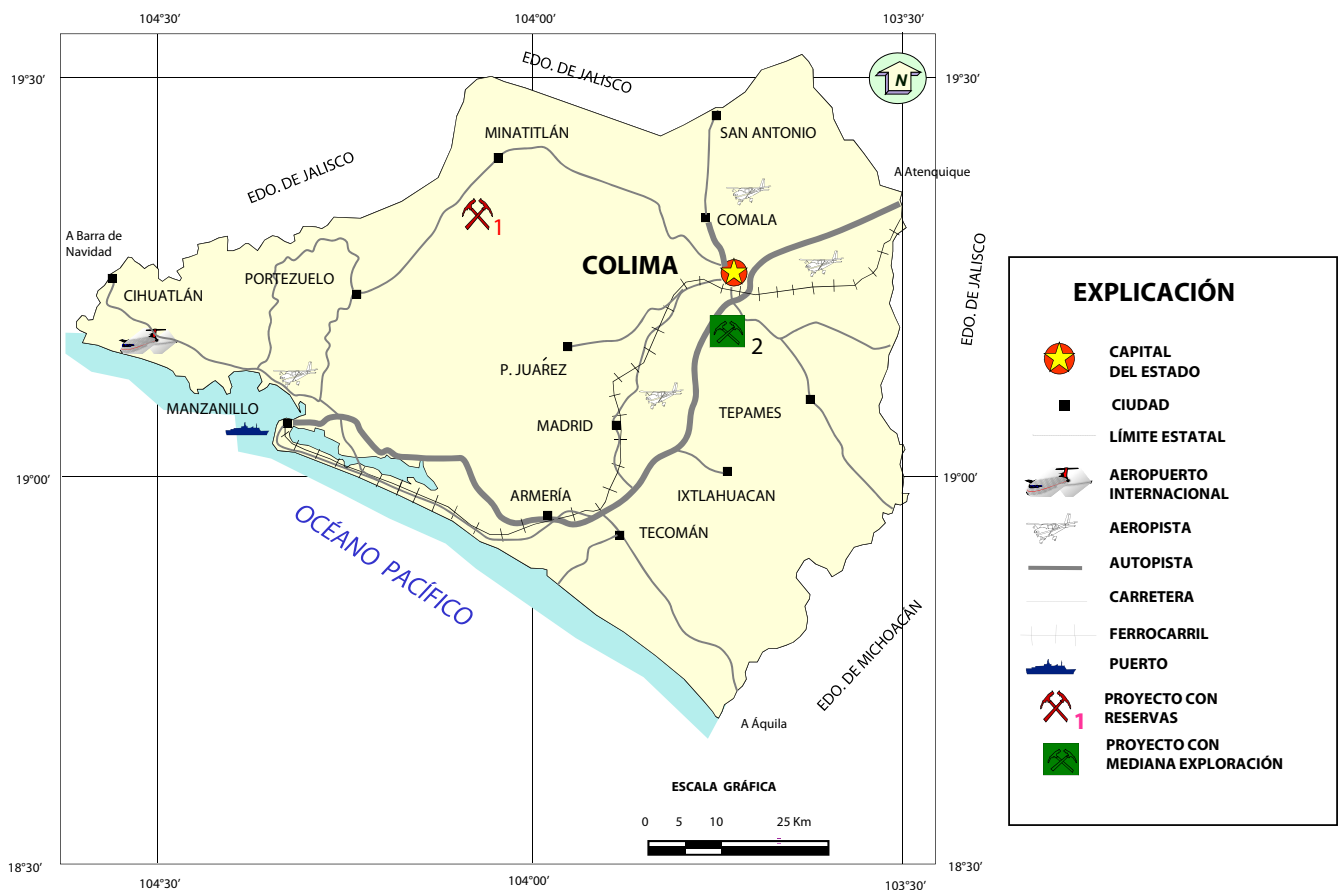 104°30'
104°00'
103°30'
19°30'
19°30'
EDO. DE JALISCO
N
MINATITLÁN
SAN ANTONIO
EDO. DE JALISCO
A Atenquique
1
COMALA
A Barra de
Navidad
COLIMA
EDO. DE JALISCO
PORTEZUELO
CIHUATLÁN
2
P. JUÁREZ
MANZANILLO
MADRID
TEPAMES
19°00'
19°00'
ARMERÍA
IXTLAHUACAN
TECOMÁN
OCÉANO PACÍFICO
EDO. DE MICHOACÁN
A Áquila
ESCALA GRÁFICA
0 5 10 25 Km
18°30'
18°30'
104°30'
104°00'
103°30'
EXPLICACIÓN
CAPITAL
DEL ESTADO
CIUDAD
LÍMITE ESTATAL
AEROPUERTO
INTERNACIONAL
AEROPISTA
AUTOPISTA
CARRETERA
FERROCARRIL
PUERTO
1
PROYECTO CON
RESERVAS
PROYECTO CON
MEDIANA EXPLORACIÓN